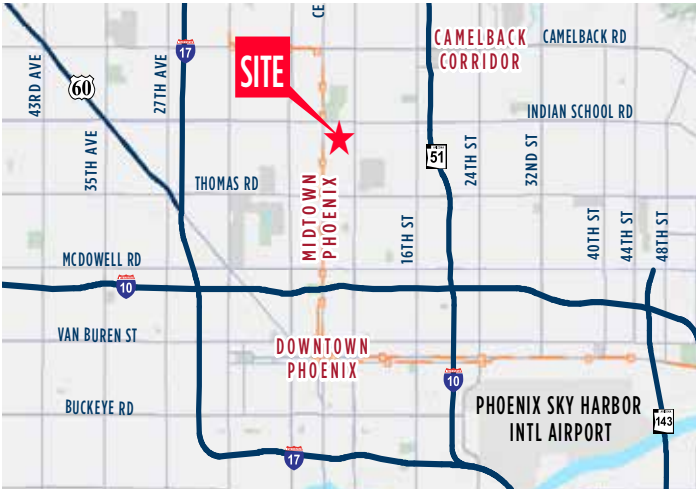 CE
CAMELBACK
CORRIDOR
CAMELBACK RD
17
SITE
60
43RD AVE
27TH AVE
35TH AVE
INDIAN SCHOOL RD
51
24TH ST
32ND ST
THOMAS RD
MIDTOWN
PHOENIX
16TH ST
40TH ST
44TH ST
48TH ST
MCDOWELL RD
10
VAN BUREN ST
DOWNTOWN
PHOENIX
10
BUCKEYE RD
PHOENIX SKY HARBOR
INTL AIRPORT
143
17